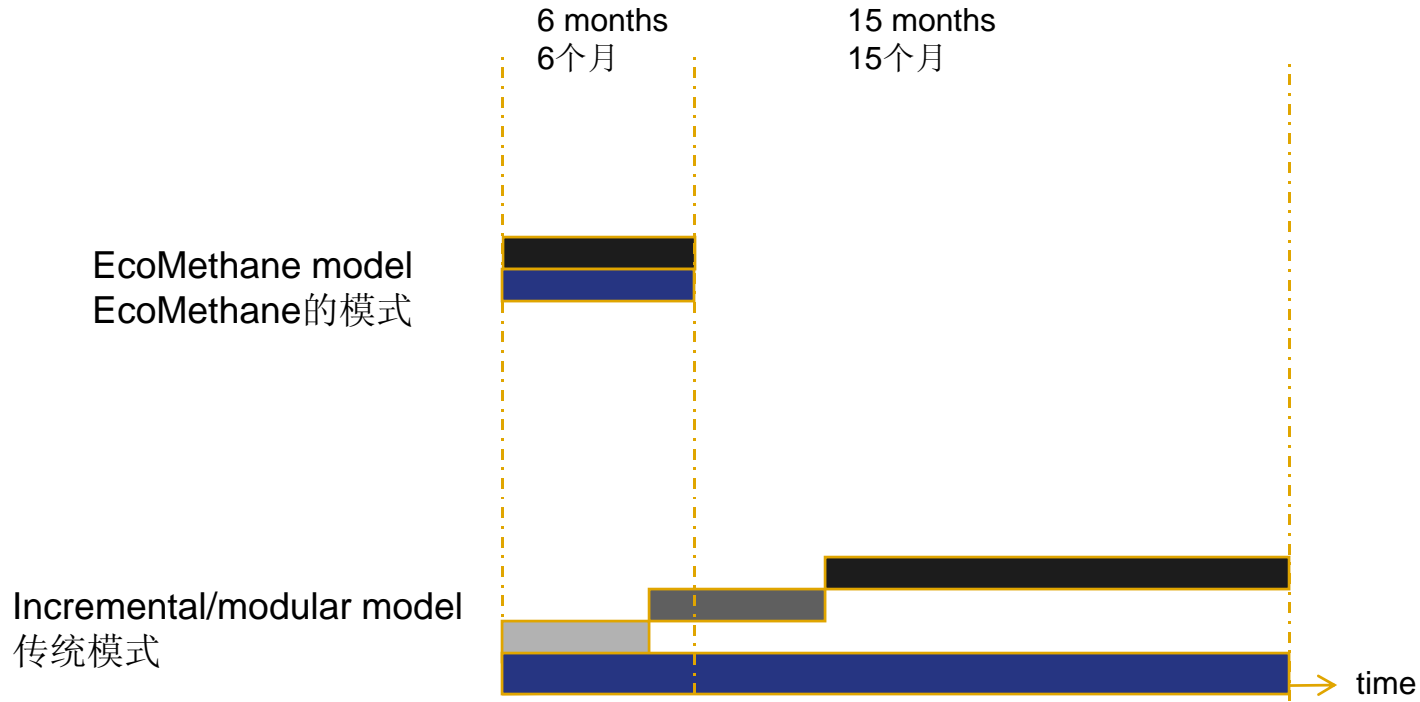 6 months
6个月
15 months
15个月
EcoMethane model
EcoMethane的模式
Incremental/modular model
传统模式
time